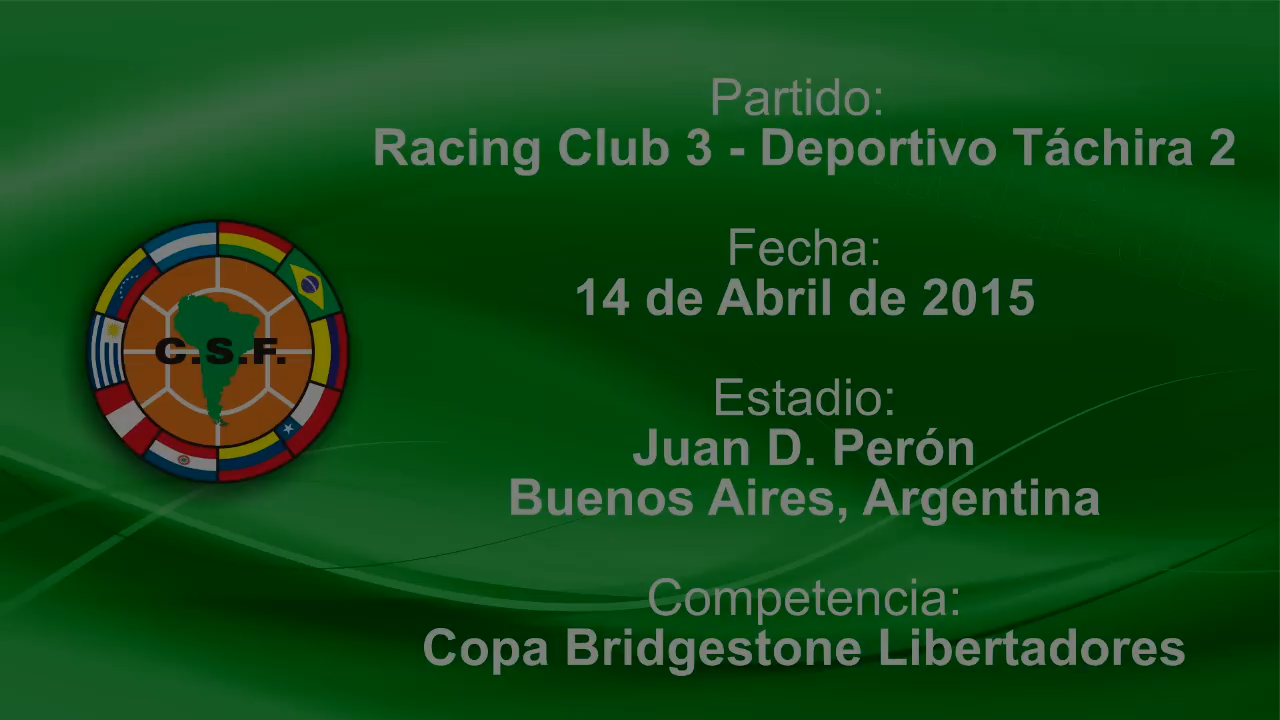 Partido:
Racing Club 3 - Deportivo Táchira 2
Fecha:
14 de Abril de 2015
C.S.F.
Estadio:
Juan D. Perón
Buenos Aires, Argentina
Competencia:
Copa Bridgestone Libertadores